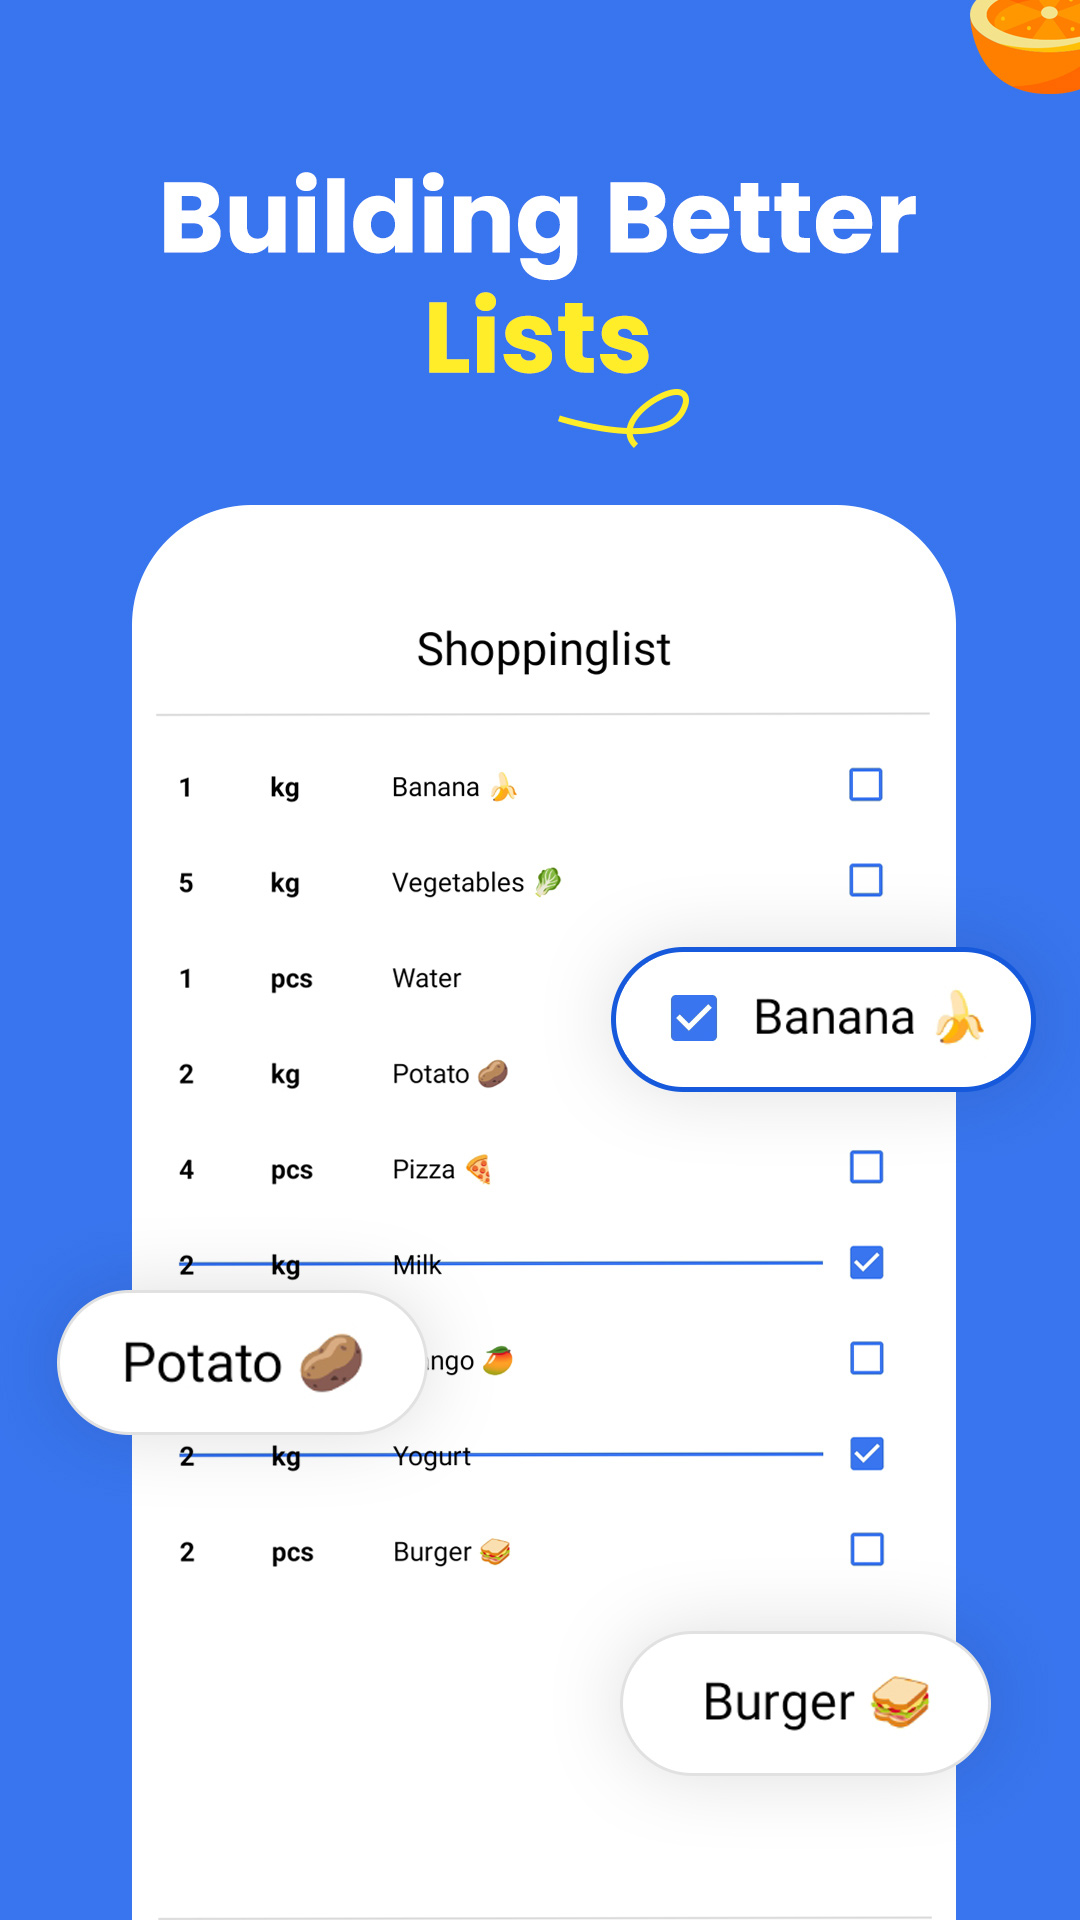 Building Better
Lists
Shoppinglist
1 kg Banana 🍌
5 kg Vegetables 🥬
1 pcs Water
Banana 🍌
2 kg Potato 🥔
4 pcs Pizza 🍕
2 kg Milk
Potato 🥔
ngo 🥭
2 kg Yogurt
2 pcs Burger 🥪
Burger 🥪